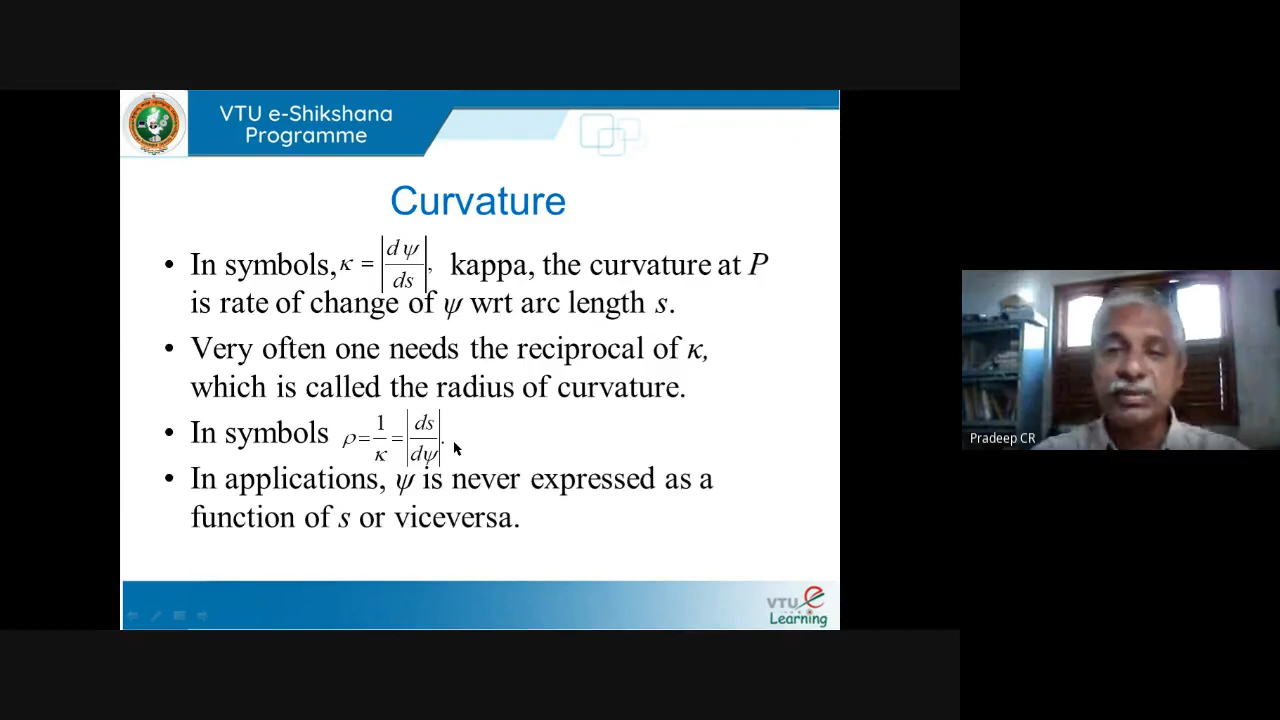 VTU e-Shikshana
Programme
Curvature
• In symbols, κ = |dψ/ds|, kappa, the curvature at P
is rate of change of ψ wrt arc length s.
• Very often one needs the reciprocal of κ,
which is called the radius of curvature.
• In symbols ρ = 1/κ = |ds/dψ|.
• In applications, ψ is never expressed as a
function of s or viceversa.
VTU e
Learning
Pradeep CR